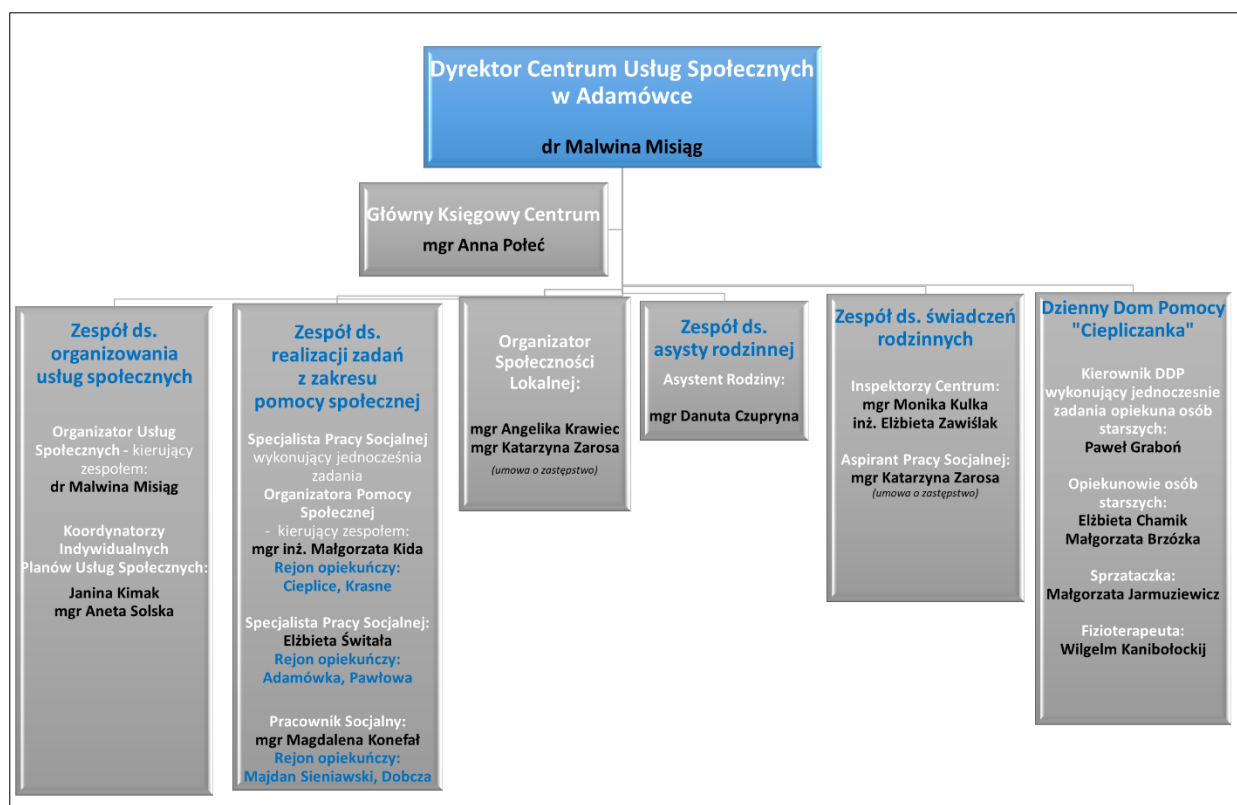 Dyrektor Centrum Usług Społecznych
w Adamówce
dr Malwina Misiąg
Główny Księgowy Centrum
mgr Anna Połeć
Zespół ds.
organizowania
usług społecznych
Organizator Usług
Społecznych - kierujący
zespołem:
dr Malwina Misiąg
Koordynatorzy
Indywidualnych
Planów Usług Społecznych:
Janina Kimak
mgr Aneta Solska
Zespół ds.
realizacji zadań
z zakresu
pomocy społecznej
Specjalista Pracy Socjalnej
wykonujący jednocześnia
zadania
Organizatora Pomocy
Społecznej
- kierujący zespołem:
mgr inż. Małgorzata Kida
Rejon opiekuńczy:
Cieplice, Krasne
Specjalista Pracy Socjalnej:
Elżbieta Świtała
Rejon opiekuńczy:
Adamówka, Pawłowa
Pracownik Socjalny:
mgr Magdalena Konefał
Rejon opiekuńczy:
Majdan Sieniawski, Dobcza
Organizator
Społeczności
Lokalnej:
mgr Angelika Krawiec
mgr Katarzyna Zarosa
(umowa o zastępstwo)
Zespół ds.
asysty rodzinnej
Asystent Rodziny:
mgr Danuta Czupryna
Zespół ds. świadczeń
rodzinnych
Inspektorzy Centrum:
mgr Monika Kulka
inż. Elżbieta Zawiślak
Aspirant Pracy Socjalnej:
mgr Katarzyna Zarosa
(umowa o zastępstwo)
Dzienny Dom Pomocy
"Ciepliczanka"
Kierownik DDP
wykonujący jednoczesnie
zadania opiekuna osób
starszych:
Paweł Graboń
Opiekunowie osób
starszych:
Elżbieta Chamik
Małgorzata Brzózka
Sprzataczka:
Małgorzata Jarmuziewicz
Fizioterapeuta:
Wilgelm Kanibołockij